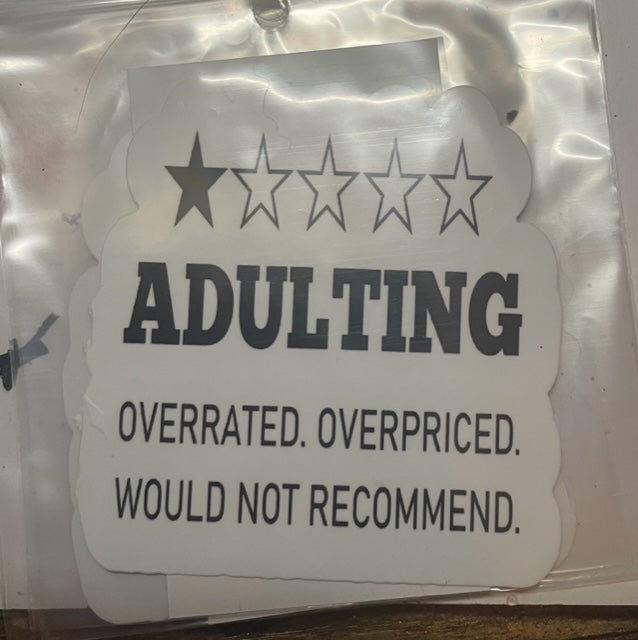 ADULTING
OVERRATED. OVERPRICED.
WOULD NOT RECOMMEND.